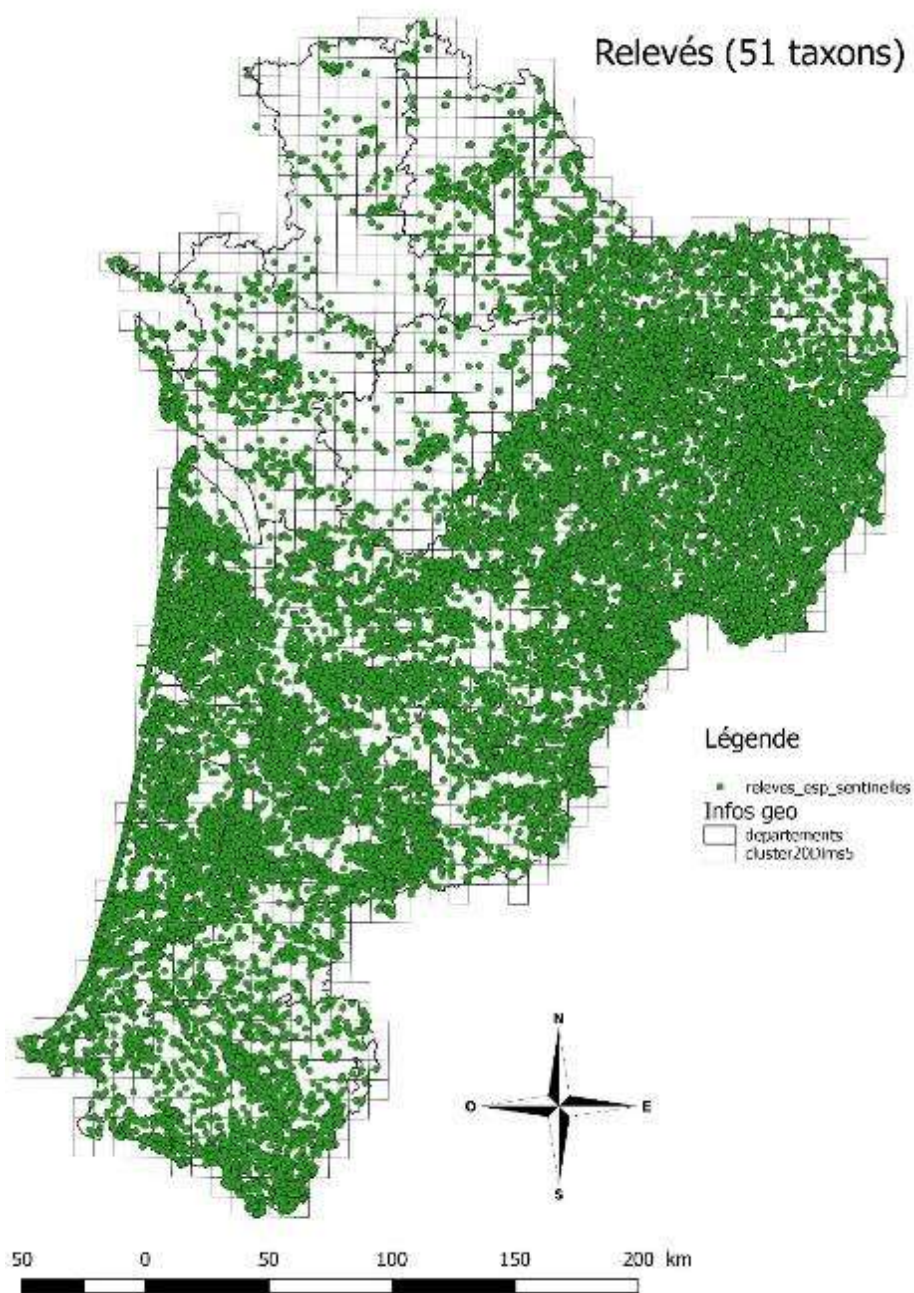 Relevés (51 taxons)
Légende
releves_esp_sentinelles
Infos geo
departements
N
O E
S
50 0 50 100 150 200 km